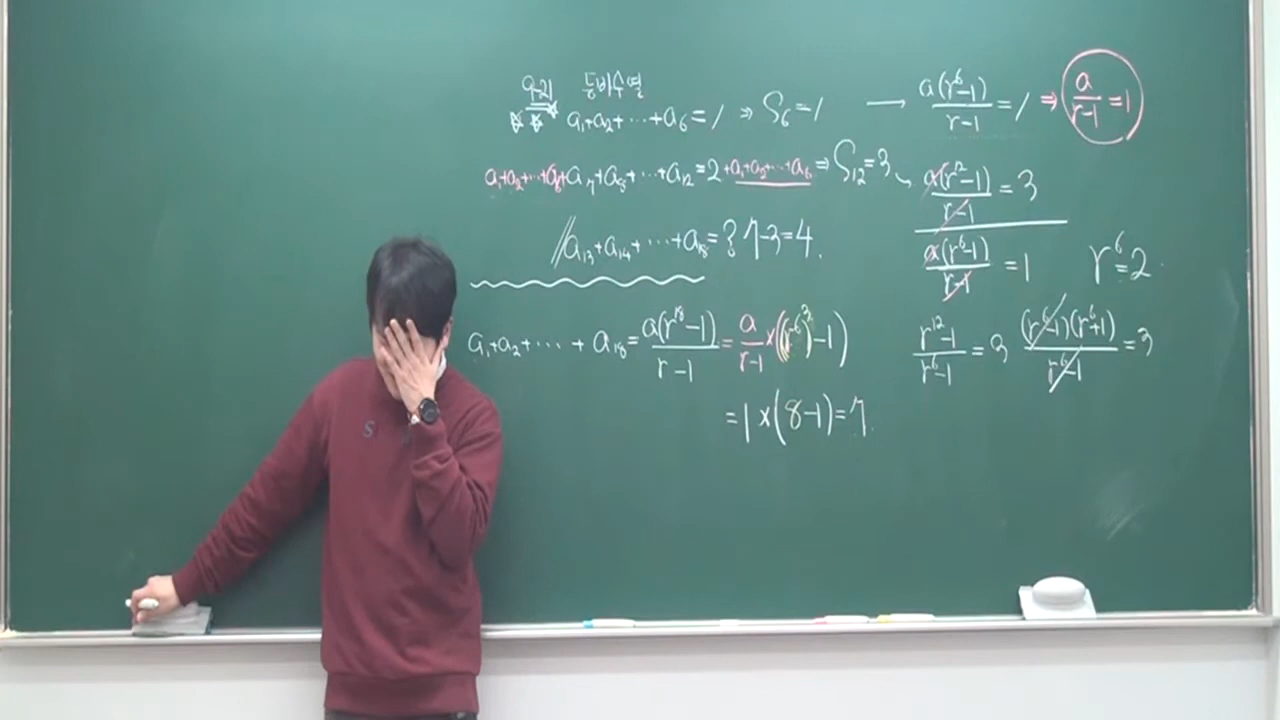 9-21 등비수열
☆☆☆ a₁+a₂+…+a₆=1 ⇒ S₆=1 → a(r⁶-1)/(r-1)=1 ⇒ a/(r-1)=1
a₁+a₂+…+a₆+a₇+a₈+…+a₁₂=2+a₁+a₂+…+a₆ ⇒ S₁₂=3
a(r¹²-1)/(r-1)=3
a₁₃+a₁₄+…+a₁₈= 7-3=4.
a(r⁶-1)/(r-1)=1 r⁶=2
a₁+a₂+…+a₁₈=a(r¹⁸-1)/(r-1)=a/(r-1)×((r⁶)³-1)
=1×(8-1)=7.
(r¹²-1)/(r⁶-1)=3 (r⁶-1)(r⁶+1)/(r⁶-1)=3
S